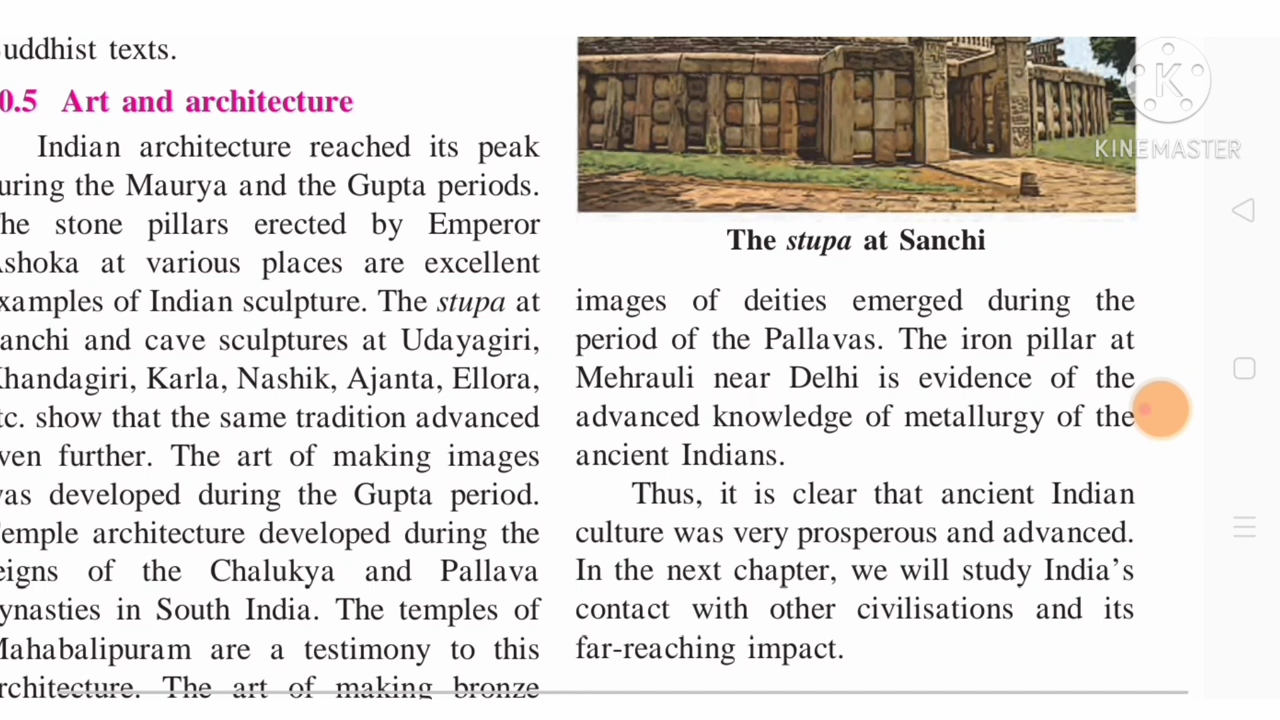 uddhist texts.
0.5 Art and architecture
Indian architecture reached its peak
uring the Maurya and the Gupta periods.
he stone pillars erected by Emperor
shoka at various places are excellent
xamples of Indian sculpture. The stupa at
anchi and cave sculptures at Udayagiri,
handagiri, Karla, Nashik, Ajanta, Ellora,
tc. show that the same tradition advanced
ven further. The art of making images
as developed during the Gupta period.
emple architecture developed during the
eigns of the Chalukya and Pallava
ynasties in South India. The temples of
ahabalipuram are a testimony to this
rchitecture. The art of making bronze
The stupa at Sanchi
images of deities emerged during the
period of the Pallavas. The iron pillar at
Mehrauli near Delhi is evidence of the
advanced knowledge of metallurgy of the
ancient Indians.
Thus, it is clear that ancient Indian
culture was very prosperous and advanced.
In the next chapter, we will study India's
contact with other civilisations and its
far-reaching impact.
K
KINEMASTER